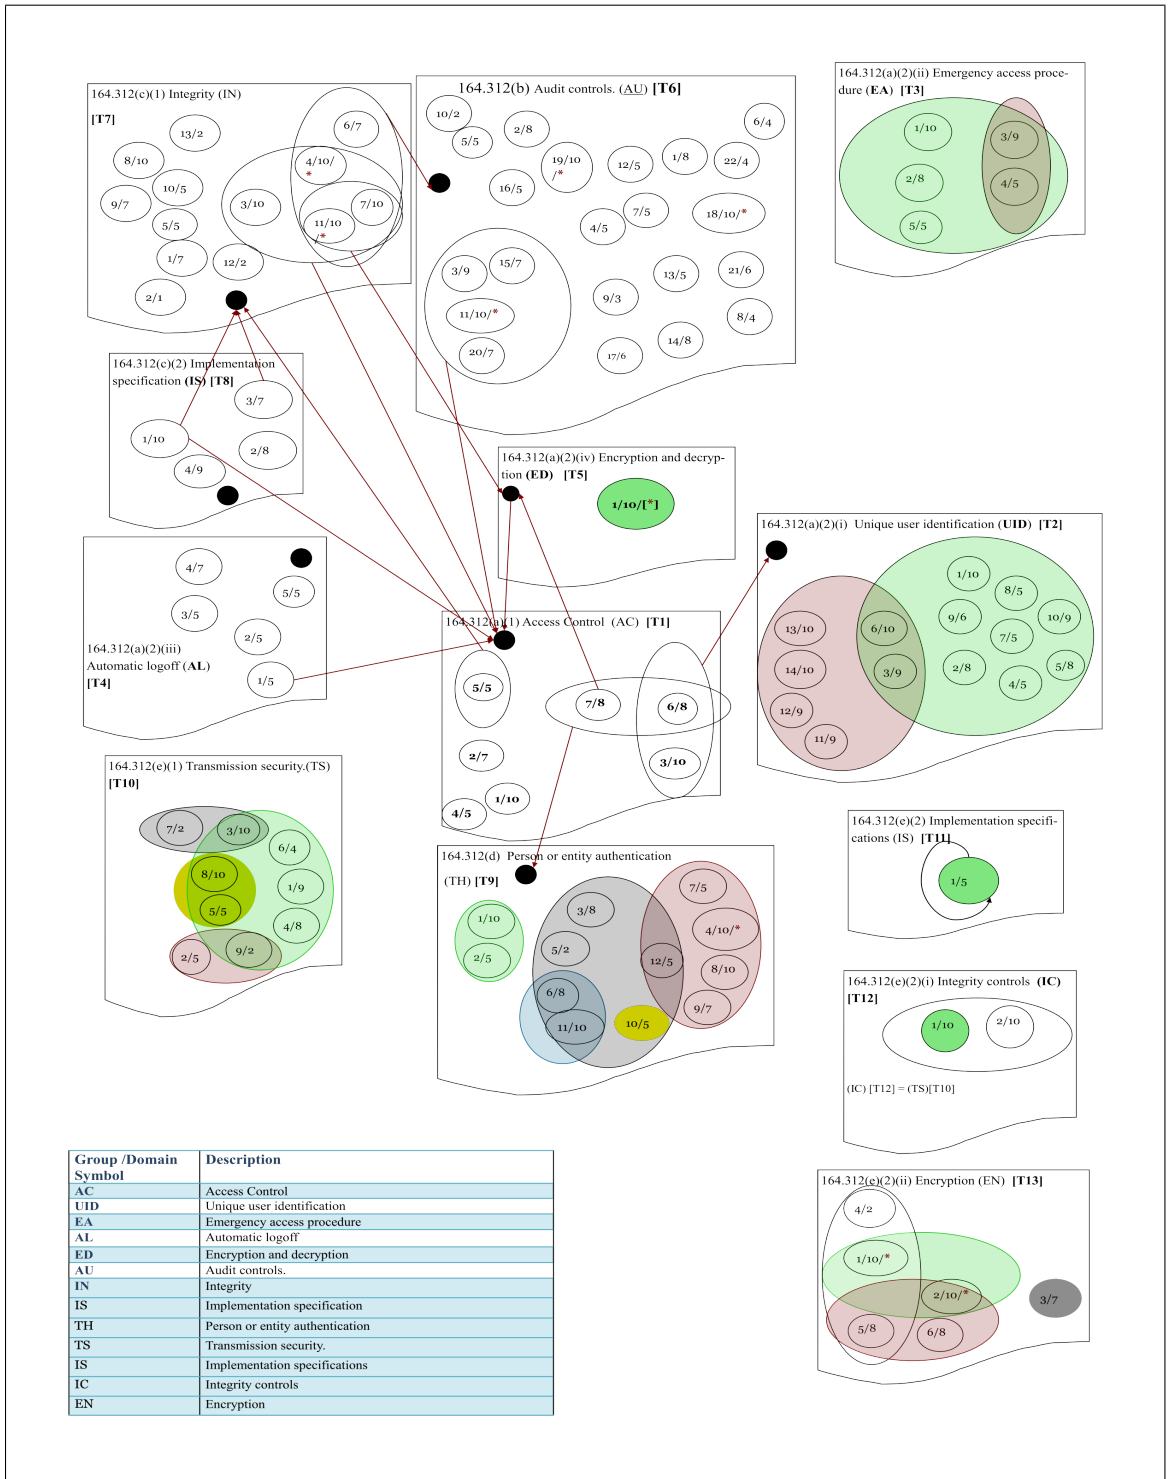 164.312(c)(1) Integrity (IN)
[T7]
13/2
6/7
8/10
4/10/
*
10/5
9/7
3/10
7/10
5/5
11/10
/*
1/7
12/2
2/1
164.312(b) Audit controls. (AU) [T6]
10/2
5/5
2/8
6/4
19/10
/*
12/5
1/8
22/4
16/5
4/5
7/5
18/10/*
3/9
15/7
13/5
21/6
11/10/*
9/3
8/4
20/7
17/6
14/8
164.312(a)(2)(ii) Emergency access proce-
dure (EA) [T3]
1/10
3/9
2/8
4/5
5/5
164.312(c)(2) Implementation
specification (IS) [T8]
3/7
1/10
2/8
4/9
164.312(a)(2)(iv) Encryption and decryp-
tion (ED) [T5]
1/10/[*]
164.312(a)(2)(i) Unique user identification (UID) [T2]
1/10
8/5
13/10
6/10
9/6
10/9
7/5
14/10
3/9
2/8
5/8
4/5
12/9
11/9
4/7
5/5
3/5
2/5
164.312(a)(2)(iii)
Automatic logoff (AL)
[T4]
1/5
164.312(a)(1) Access Control (AC) [T1]
5/5
7/8
6/8
2/7
3/10
1/10
4/5
164.312(e)(1) Transmission security.(TS)
[T10]
7/2
3/10
6/4
8/10
1/9
5/5
4/8
2/5
9/2
164.312(d) Person or entity authentication
(TH) [T9]
1/10
3/8
7/5
4/10/*
2/5
5/2
12/5
8/10
6/8
9/7
11/10
10/5
164.312(e)(2) Implementation specifi-
cations (IS) [T11]
1/5
164.312(e)(2)(i) Integrity controls (IC)
[T12]
1/10
2/10
(IC) [T12] = (TS)[T10]
164.312(e)(2)(ii) Encryption (EN) [T13]
4/2
1/10/*
2/10/*
3/7
5/8
6/8
Group /Domain Symbol Description
AC Access Control
UID Unique user identification
EA Emergency access procedure
AL Automatic logoff
ED Encryption and decryption
AU Audit controls.
IN Integrity
IS Implementation specification
TH Person or entity authentication
TS Transmission security.
IS Implementation specifications
IC Integrity controls
EN Encryption